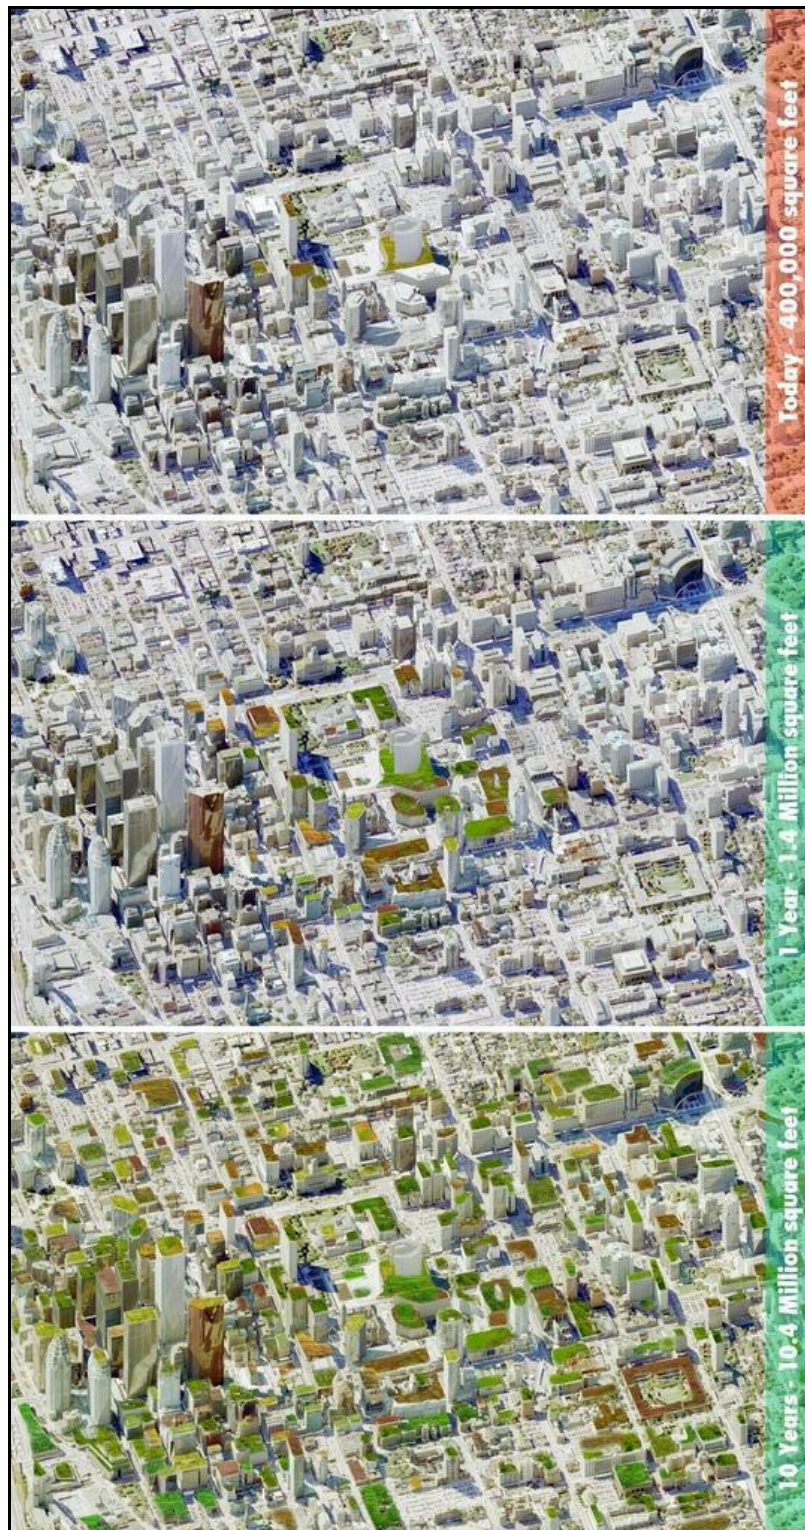 Today - 400,000 square feet
1 Year - 1.4 Million square feet
10 Years - 10.4 Million square feet